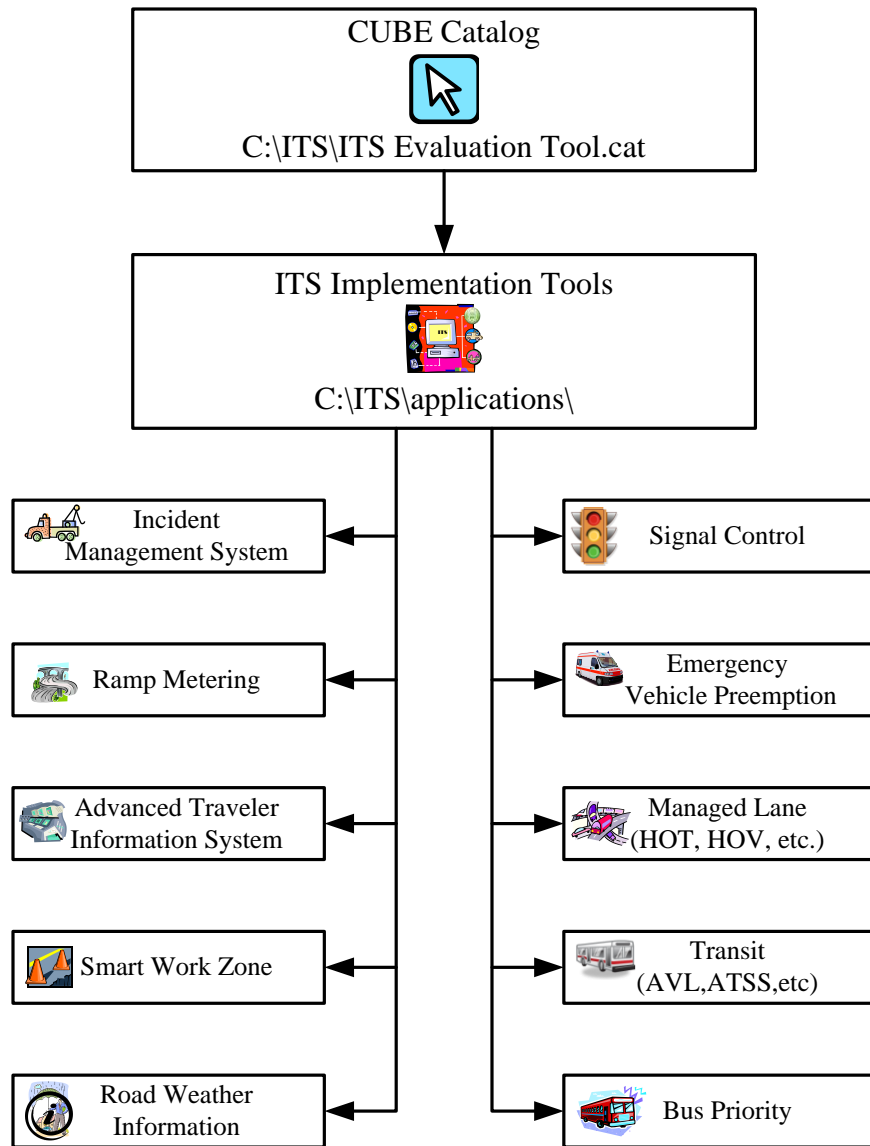 CUBE Catalog
C:\ITS\ITS Evaluation Tool.cat
ITS Implementation Tools
ITS
C:\ITS\applications\
Incident
Management System
Signal Control
Ramp Metering
Emergency
Vehicle Preemption
Advanced Traveler
Information System
Managed Lane
(HOT, HOV, etc.)
Smart Work Zone
Transit
(AVL,ATSS,etc)
Road Weather
Information
Bus Priority